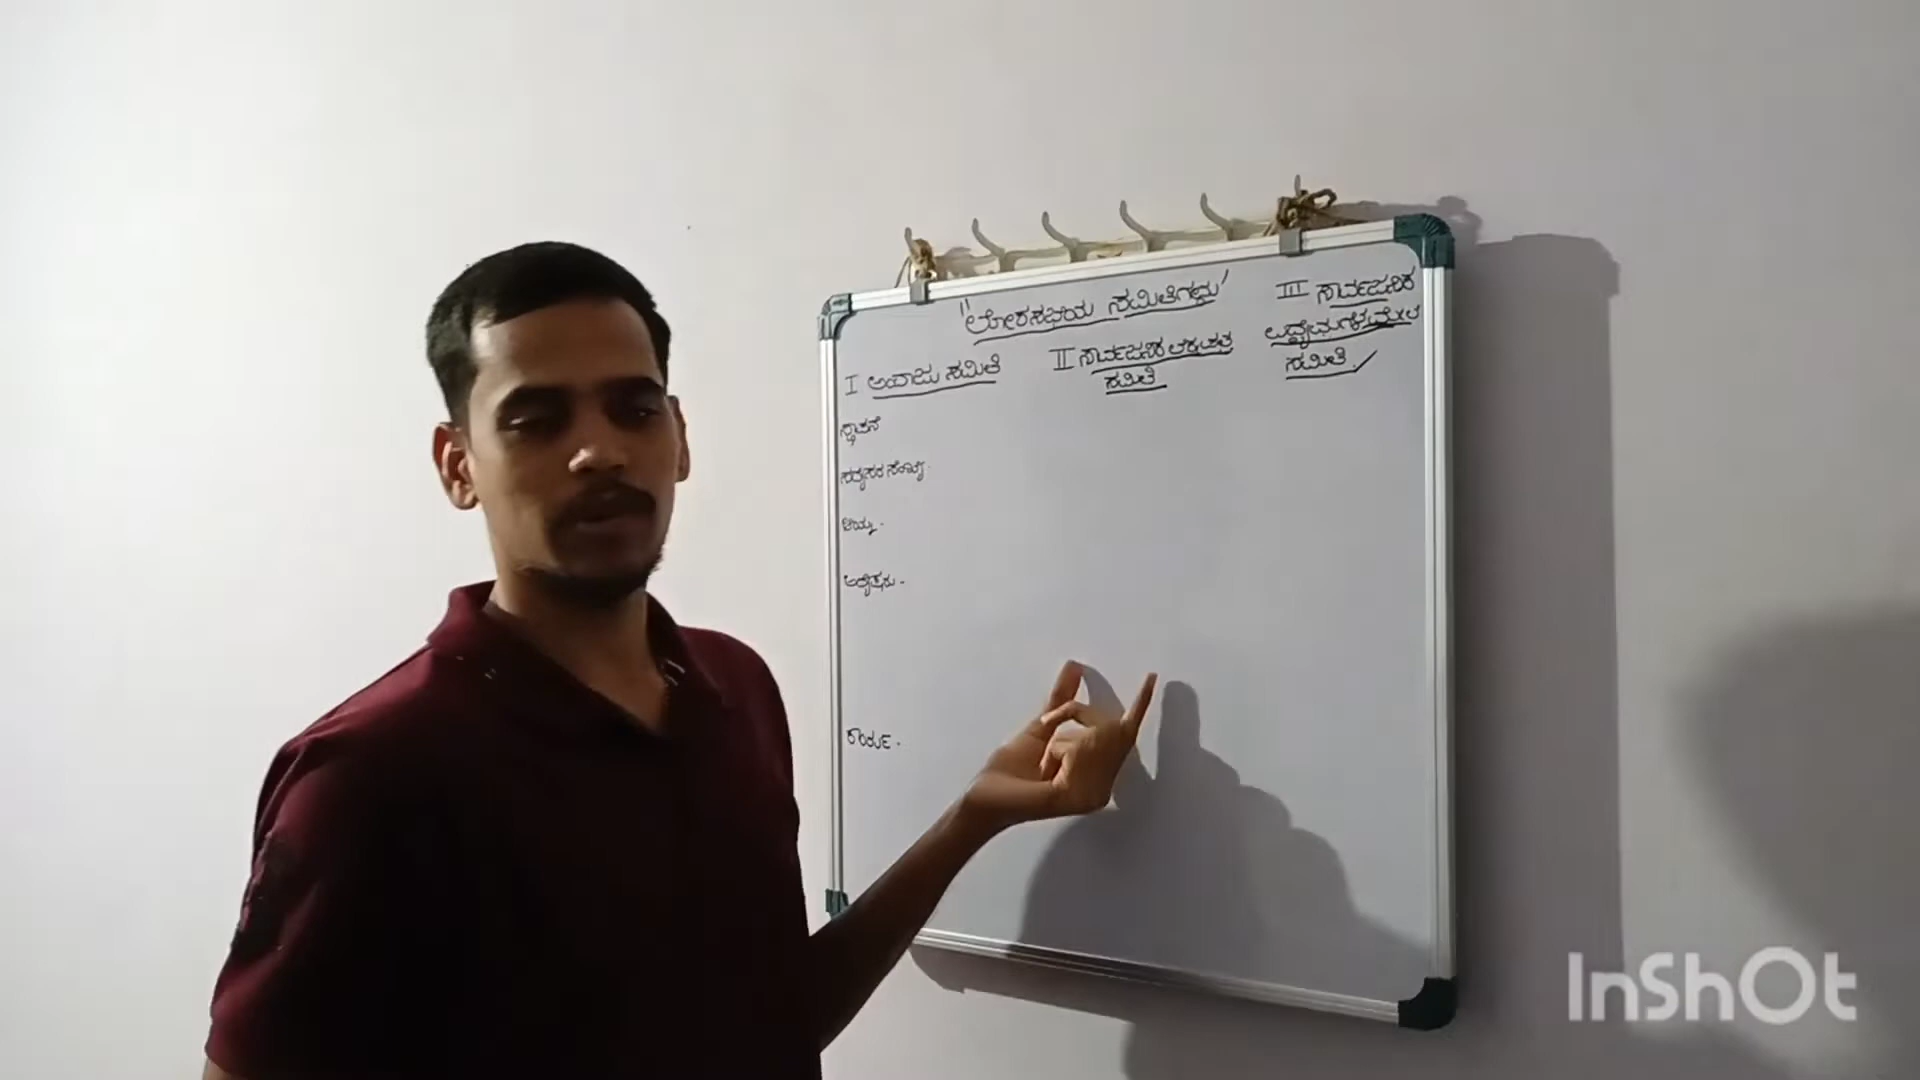 "ಲೋಕಸಭೆಯ ಸಮಿತಿಗಳು"
I ಅಂದಾಜು ಸಮಿತಿ
II ಸಾರ್ವಜನಿಕ ಲೆಕ್ಕಪತ್ರ
ಸಮಿತಿ
III ಸಾರ್ವಜನಿಕ
ಉದ್ಯಮಗಳ ಮೇಲಿನ
ಸಮಿತಿ.
ಸ್ಥಾಪನೆ
ಸದಸ್ಯರ ಸಂಖ್ಯೆ.
ಆಯ್ಕೆ.
ಅಧ್ಯಕ್ಷರು -
ಕಾರ್ಯ.
InShOt